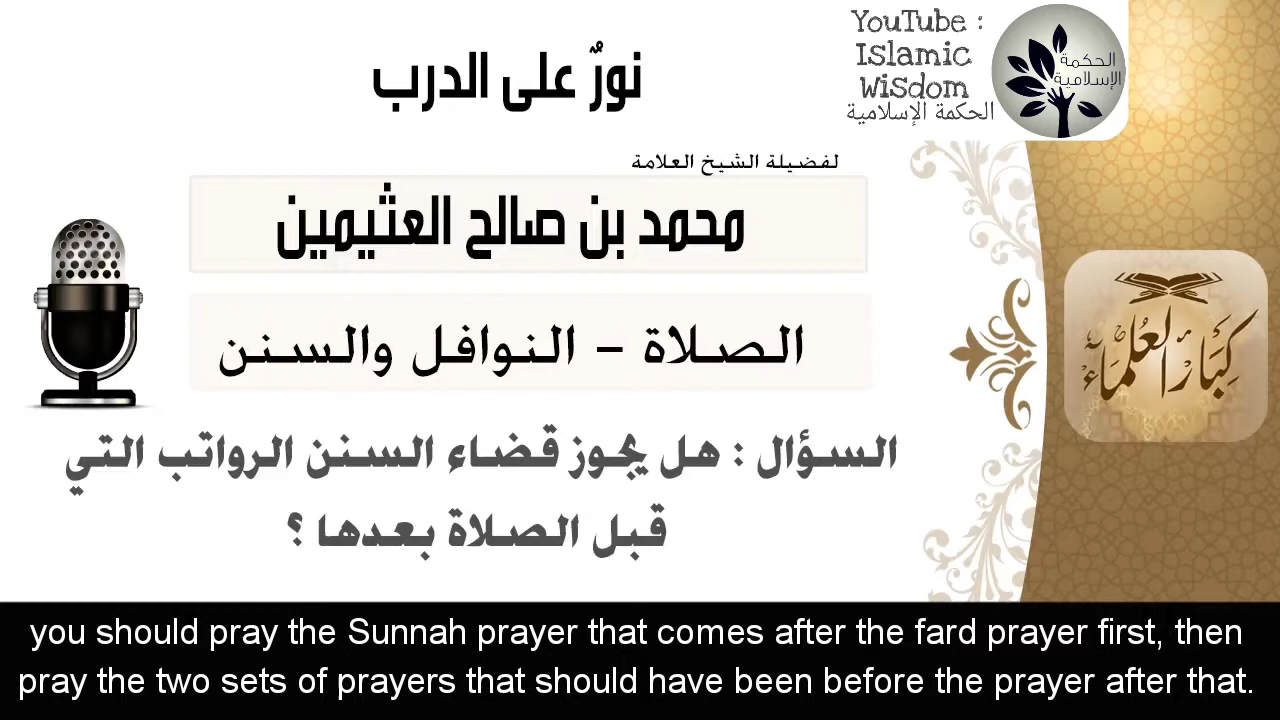 YouTube :
Islamic
Wisdom
الحكمة الإسلامية
الحكمة
الإسلامية
نورٌ على الدرب
لفضيلة الشيخ العلامة
محمد بن صالح العثيمين
الصلاة – النوافل والسنن
كِبَارُ العُلَمَاء
السؤال : هل يجوز قضاء السنن الرواتب التي
قبل الصلاة بعدها ؟
you should pray the Sunnah prayer that comes after the fard prayer first, then
pray the two sets of prayers that should have been before the prayer after that.